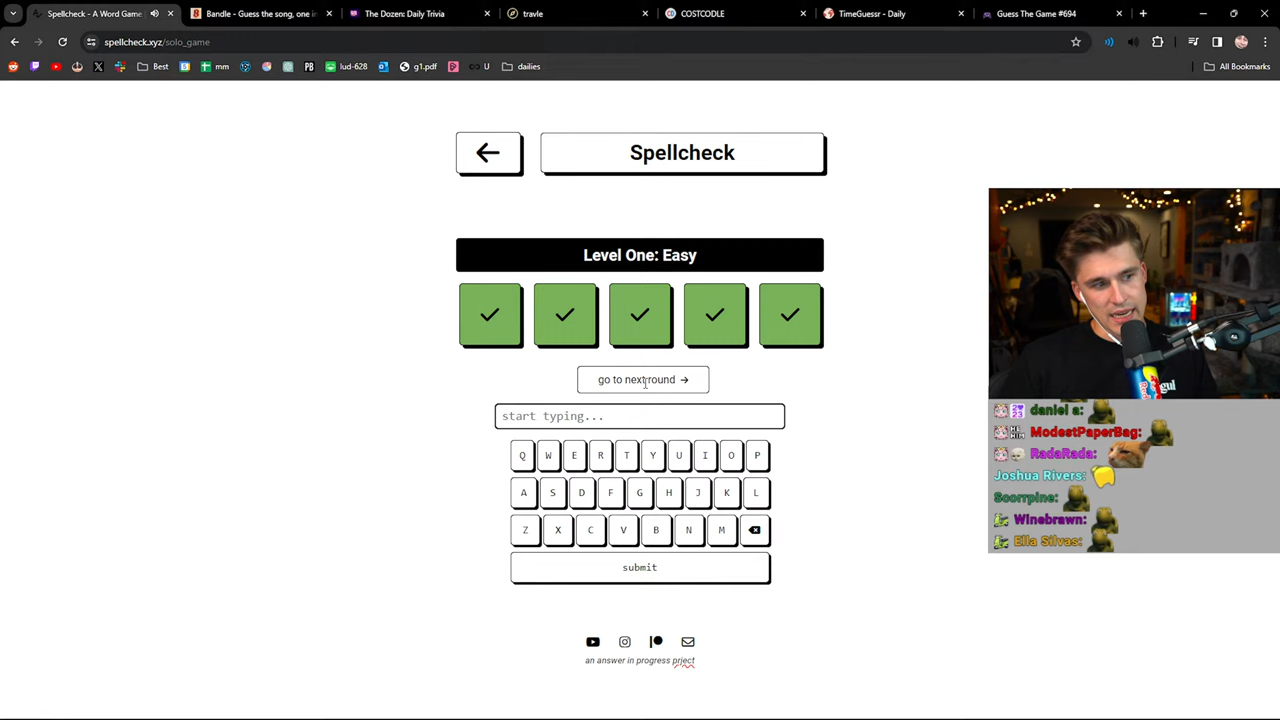 Spellcheck - A Word Game
Bandle - Guess the song, one in
The Dozen: Daily Trivia
travle
COSTCODLE
TimeGuessr - Daily
Guess The Game #694
spellcheck.xyz/solo_game
Best
mm
lud-628
g1.pdf
U
dailies
All Bookmarks
Spellcheck
Level One: Easy
go to next round →
start typing...
Q W E R T Y U I O P
A S D F G H J K L
Z X C V B N M
submit
an answer in progress prject
daniel a:
ModestPaperBag:
RadaRada:
Joshua Rivers:
Soorrpine:
Winebrawn:
Ella Silvas: